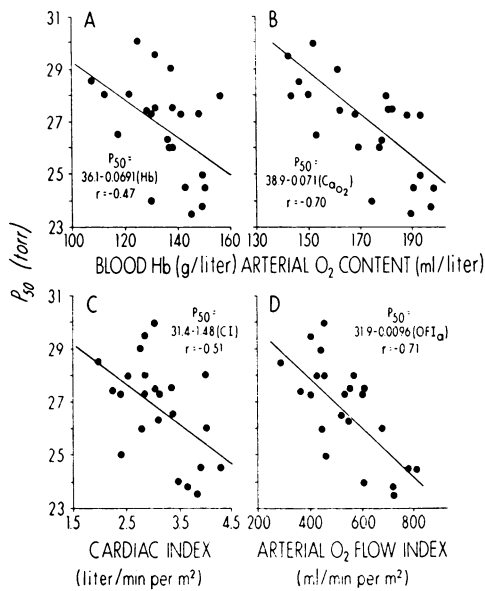 A
B
31
29
27
25
23
P50=
36.1-0.0691(Hb)
r=-0.47
P50=
38.9-0.071(CaO2)
r=-0.70
100 120 140 160
130 150 170 190
BLOOD Hb (g/liter) ARTERIAL O2 CONTENT (ml/liter)
P50 (torr)
C
D
31
29
27
25
23
P50=
31.4-1.48(CI)
r=-0.51
P50=
31.9-0.0096(OFIa)
r=-0.71
1.5 2.5 3.5 4.5
200 400 600 800
CARDIAC INDEX
(liter/min per m²)
ARTERIAL O2 FLOW INDEX
(ml/min per m²)